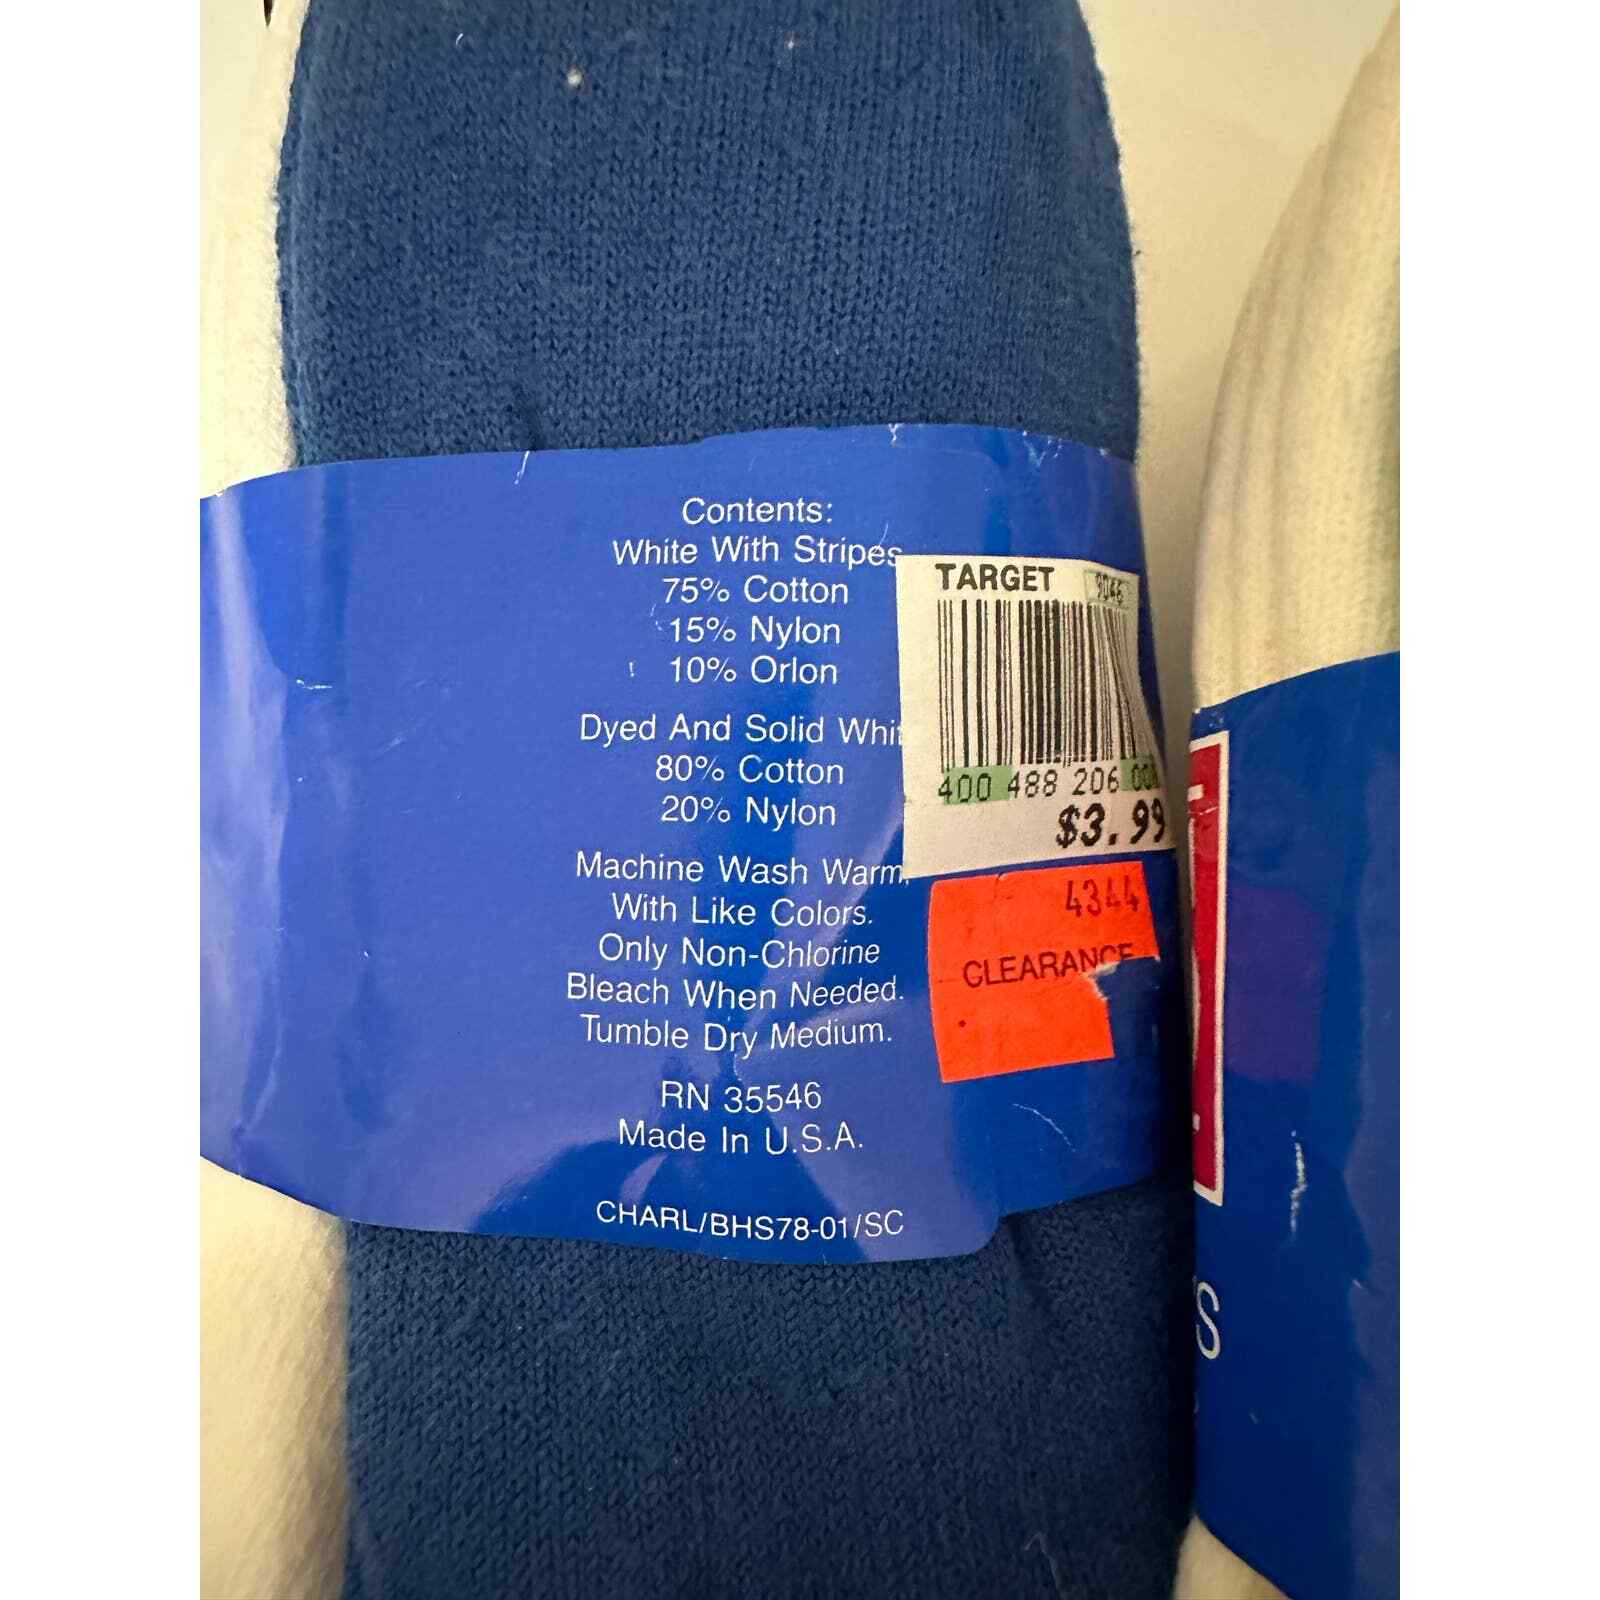 Contents:
White With Stripes
75% Cotton
15% Nylon
10% Orlon
Dyed And Solid Whit
80% Cotton
20% Nylon
Machine Wash Warm,
With Like Colors.
Only Non-Chlorine
Bleach When Needed.
Tumble Dry Medium.
RN 35546
Made In U.S.A.
CHARL/BHS78-01/SC
TARGET
400 488 206
$3.99
4344
CLEARANCE
S